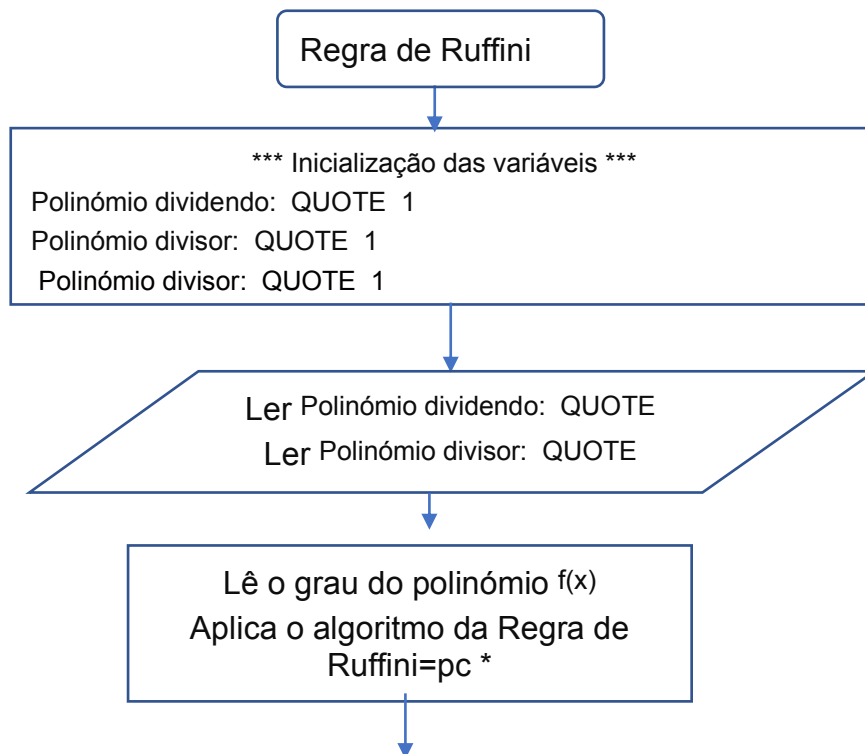 Regra de Ruffini
*** Inicialização das variáveis ***
Polinómio dividendo: QUOTE 1
Polinómio divisor: QUOTE 1
Polinómio divisor: QUOTE 1
Ler Polinómio dividendo: QUOTE
Ler Polinómio divisor: QUOTE
Lê o grau do polinómio f(x)
Aplica o algoritmo da Regra de
Ruffini=pc *